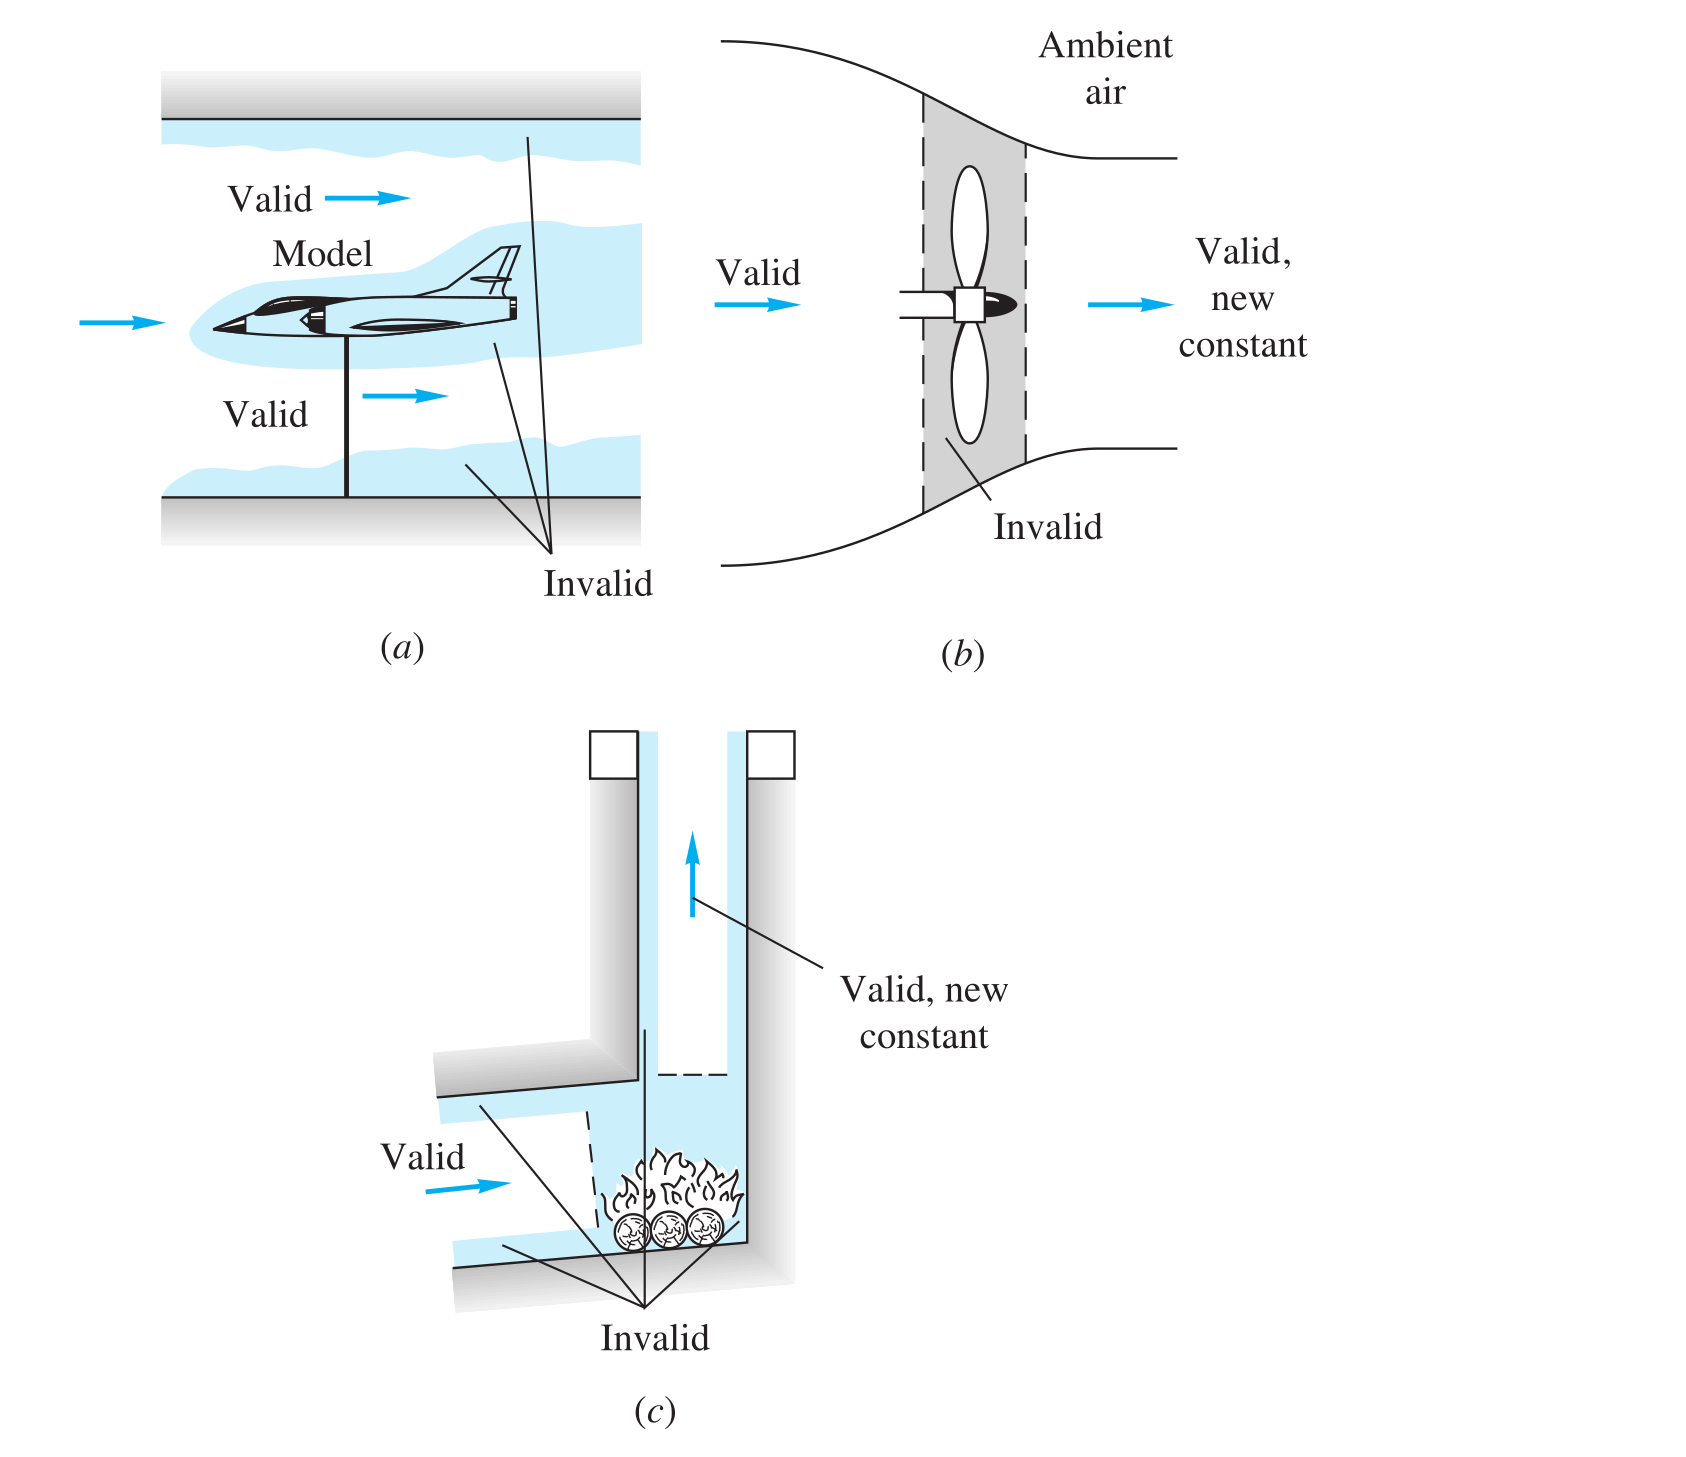 Valid
Model
Valid
Invalid
(a)
Ambient
air
Valid
Valid,
new
constant
Invalid
(b)
Valid, new
constant
Valid
Invalid
(c)